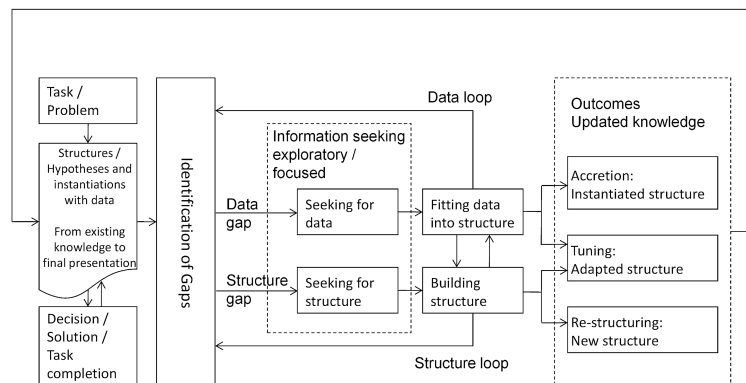 Task /
Problem
Structures /
Hypotheses and
instantiations
with data
From existing
knowledge to
final presentation
Decision /
Solution /
Task
completion
Identification of Gaps
Data loop
Information seeking
exploratory /
focused
Data
gap
Seeking for
data
Fitting data
into structure
Structure
gap
Seeking for
structure
Building
structure
Structure loop
Outcomes
Updated knowledge
Accretion:
Instantiated structure
Tuning:
Adapted structure
Re-structuring:
New structure